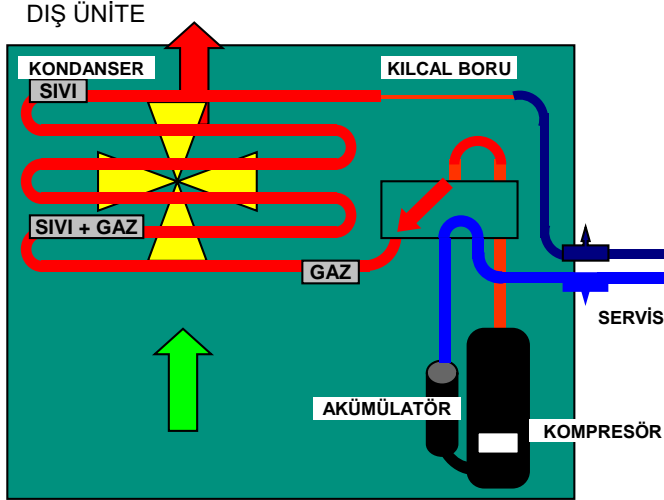 DIŞ ÜNİTE
KONDANSER
KILCAL BORU
SIVI
SIVI + GAZ
GAZ
SERVİS
AKÜMÜLATÖR
KOMPRESÖR